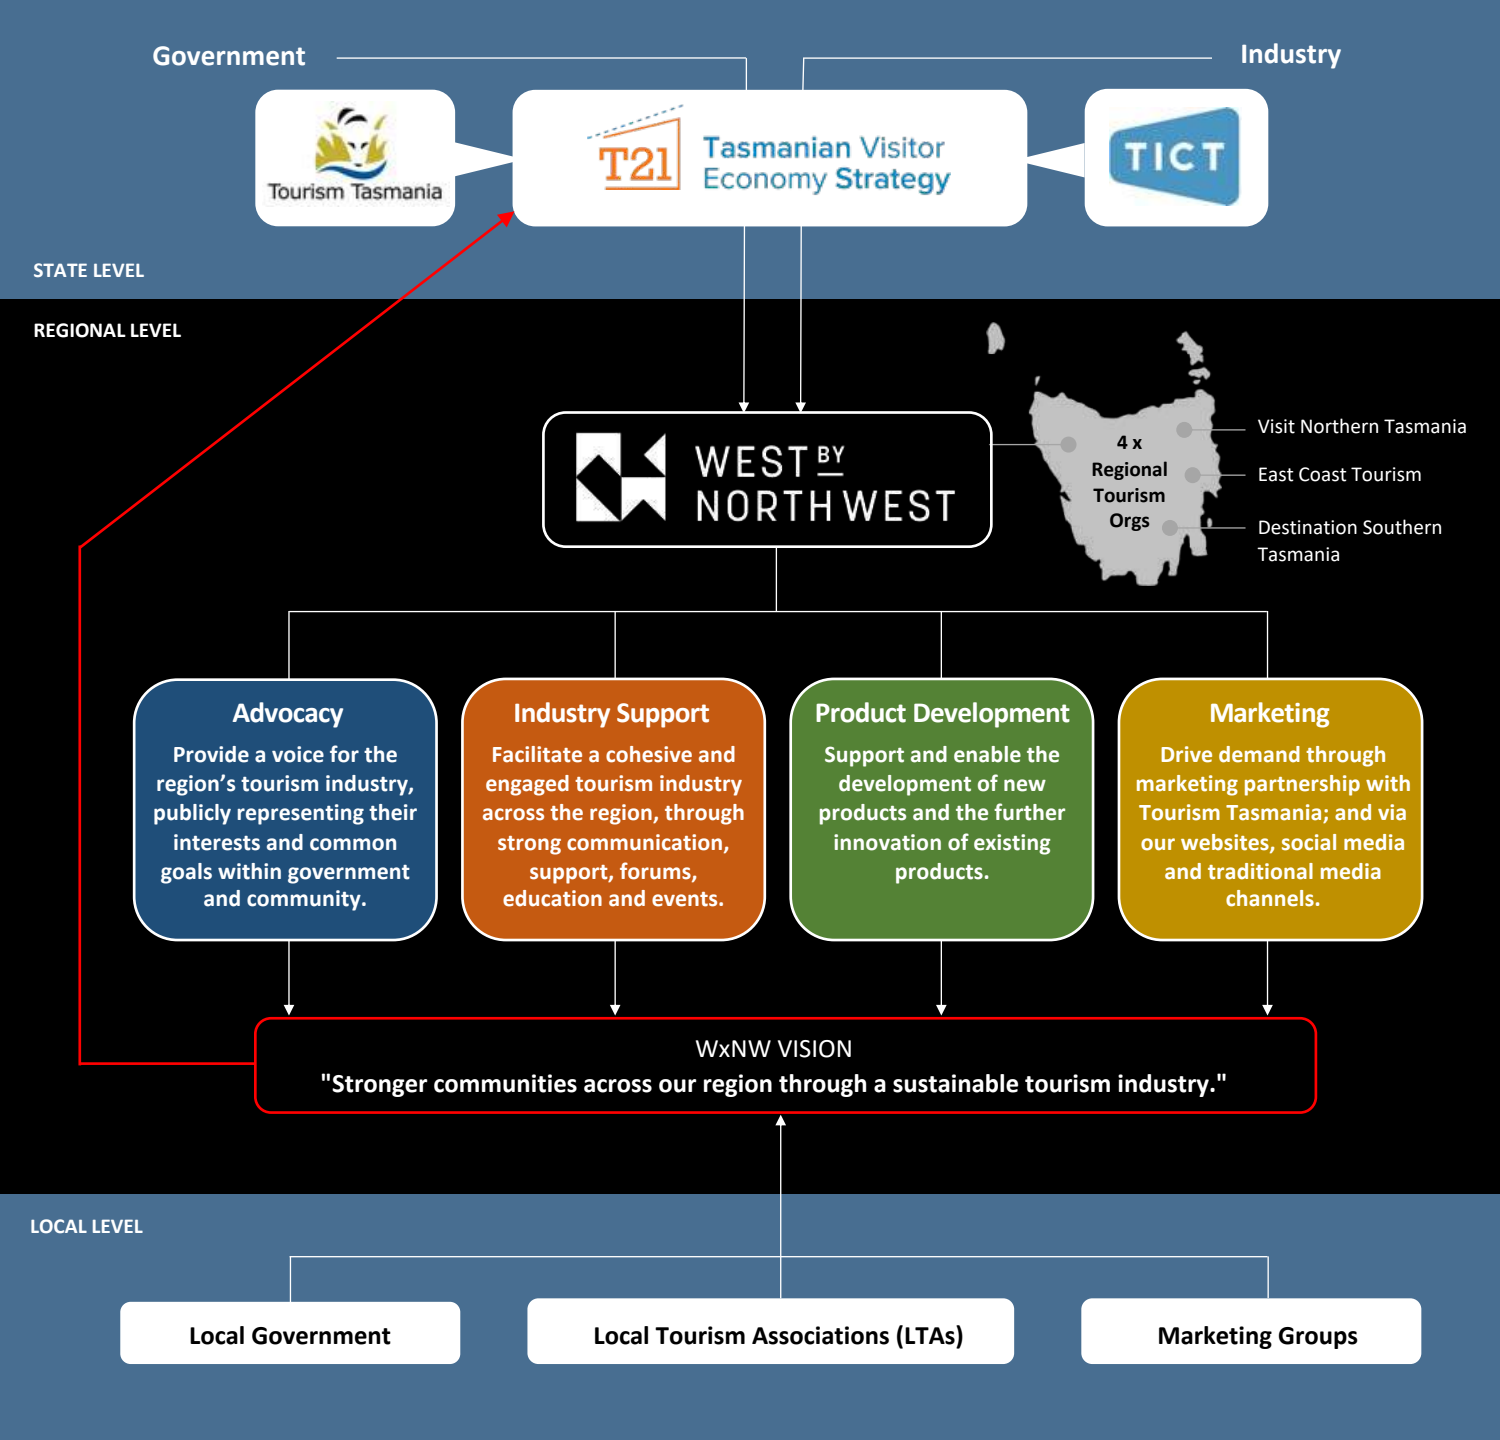 Government
Industry
Tourism Tasmania
T21
Tasmanian Visitor
Economy Strategy
TICT
STATE LEVEL
REGIONAL LEVEL
WEST BY
NORTH WEST
4 x
Regional
Tourism
Orgs
Visit Northern Tasmania
East Coast Tourism
Destination Southern
Tasmania
Advocacy
Provide a voice for the
region’s tourism industry,
publicly representing their
interests and common
goals within government
and community.
Industry Support
Facilitate a cohesive and
engaged tourism industry
across the region, through
strong communication,
support, forums,
education and events.
Product Development
Support and enable the
development of new
products and the further
innovation of existing
products.
Marketing
Drive demand through
marketing partnership with
Tourism Tasmania; and via
our websites, social media
and traditional media
channels.
WxNW VISION
"Stronger communities across our region through a sustainable tourism industry."
LOCAL LEVEL
Local Government
Local Tourism Associations (LTAs)
Marketing Groups